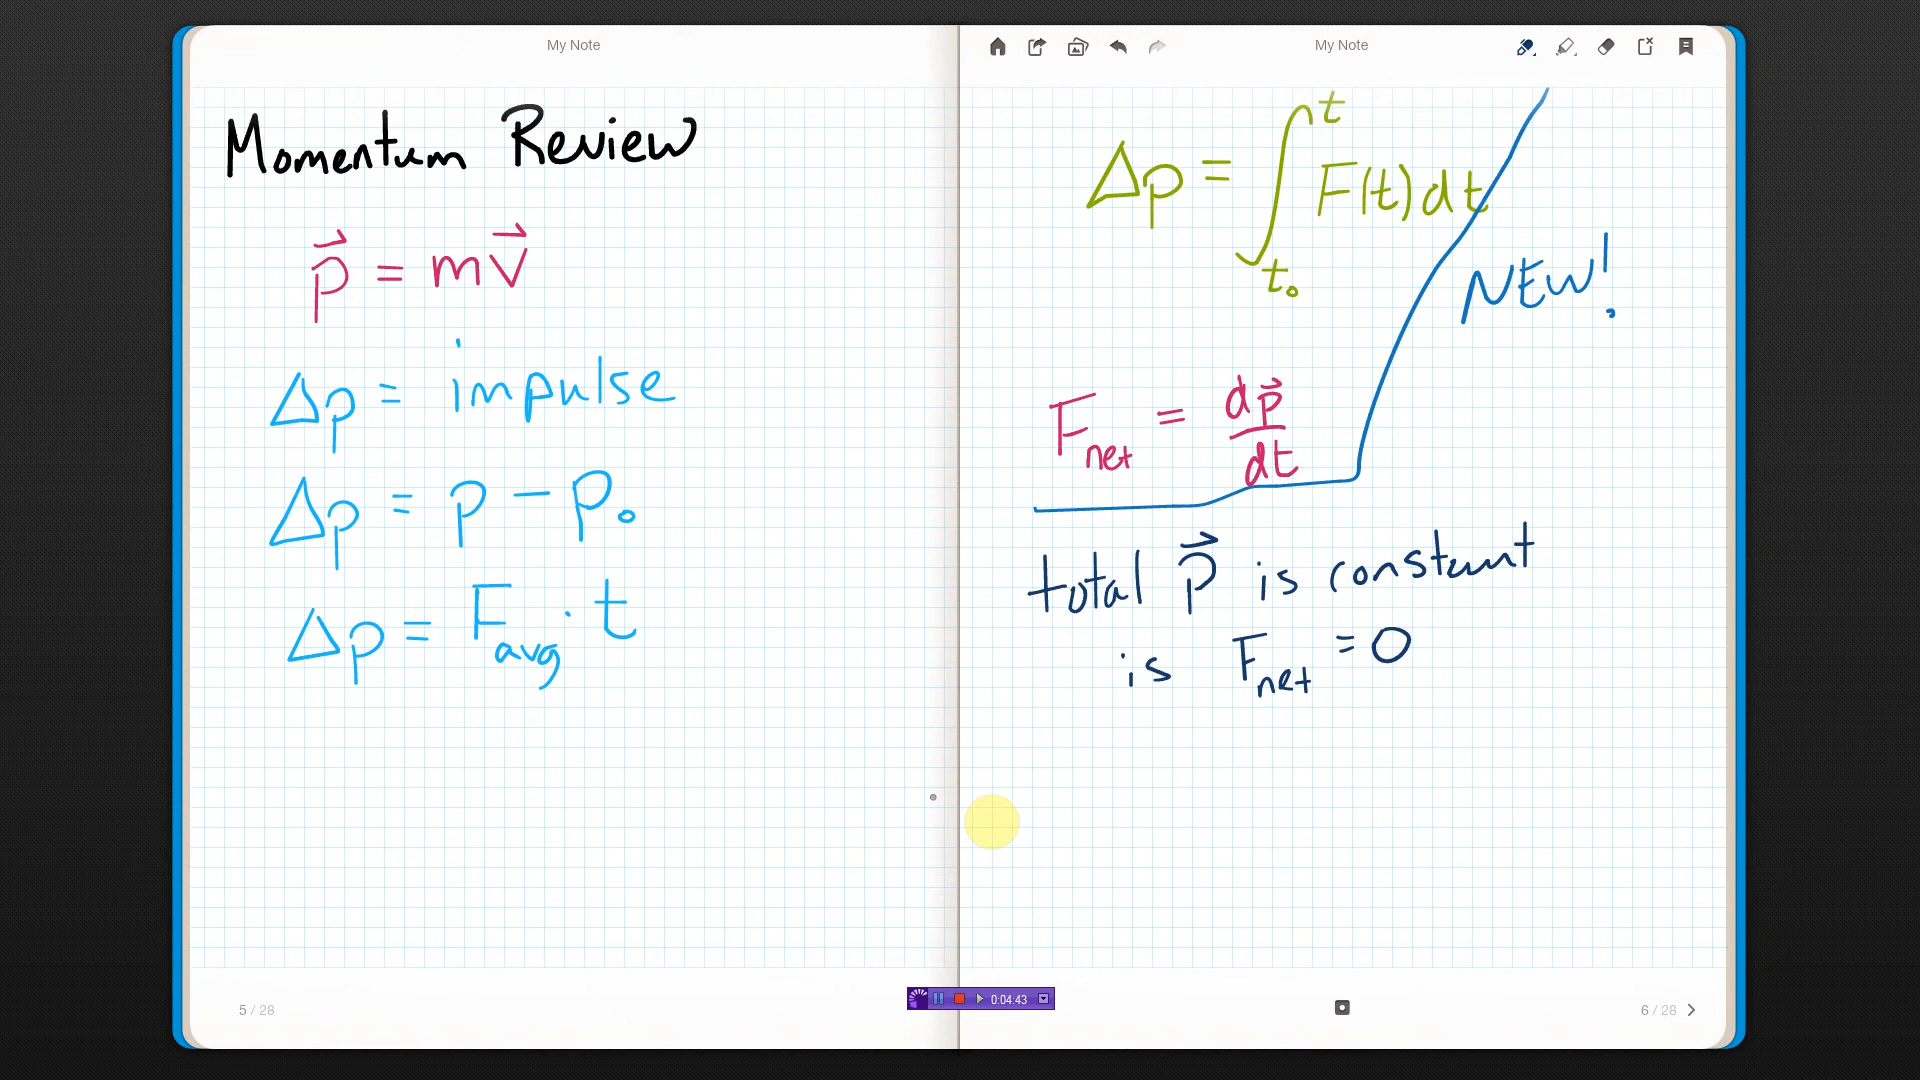 My Note
Momentum Review
p⃗ = mv⃗
Δp = impulse
Δp = p - p₀
Δp = F_avg · t
5 / 28
My Note
Δp = ∫_{t₀}^{t} F(t)dt
NEW!
F_net = dp⃗/dt
total p⃗ is constant
is F_net = 0
0:04:43
6 / 28